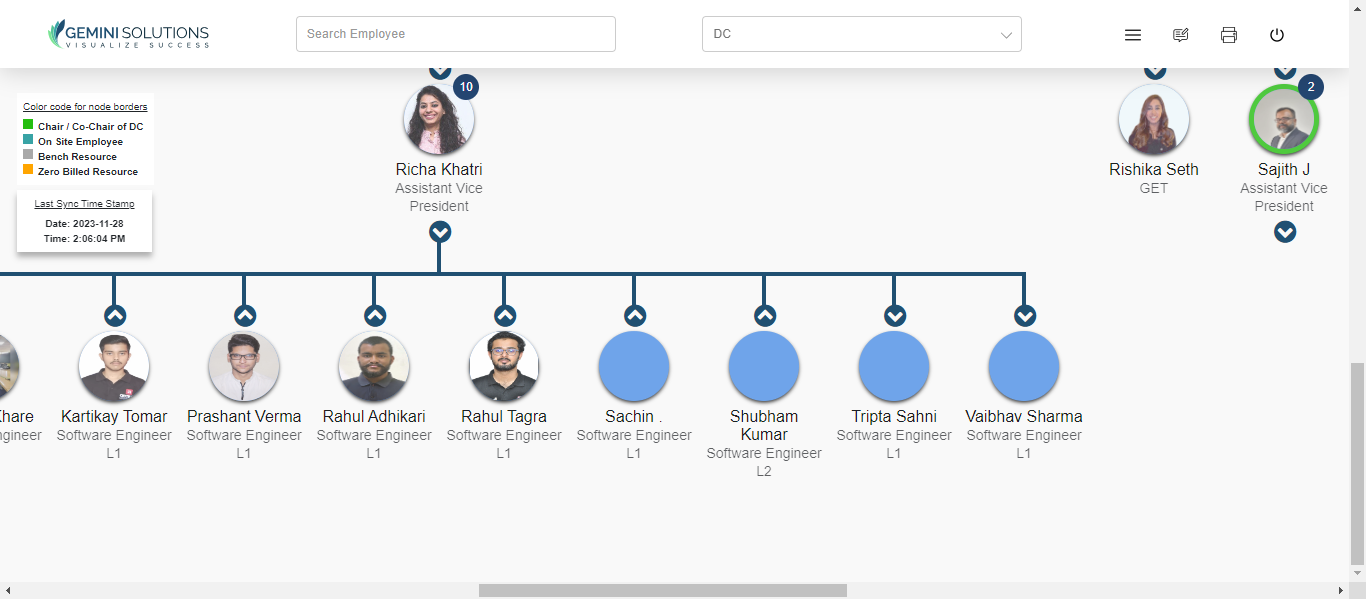 GEMINI SOLUTIONS
VISUALIZE SUCCESS
Search Employee
DC
Color code for node borders
Chair / Co-Chair of DC
On Site Employee
Bench Resource
Zero Billed Resource
Last Sync Time Stamp
Date: 2023-11-28
Time: 2:06:04 PM
10
Richa Khatri
Assistant Vice
President
Rishika Seth
GET
2
Sajith J
Assistant Vice
President
Kartikay Tomar
Software Engineer
L1
Prashant Verma
Software Engineer
L1
Rahul Adhikari
Software Engineer
L1
Rahul Tagra
Software Engineer
L1
Sachin .
Software Engineer
L1
Shubham
Kumar
Software Engineer
L2
Tripta Sahni
Software Engineer
L1
Vaibhav Sharma
Software Engineer
L1